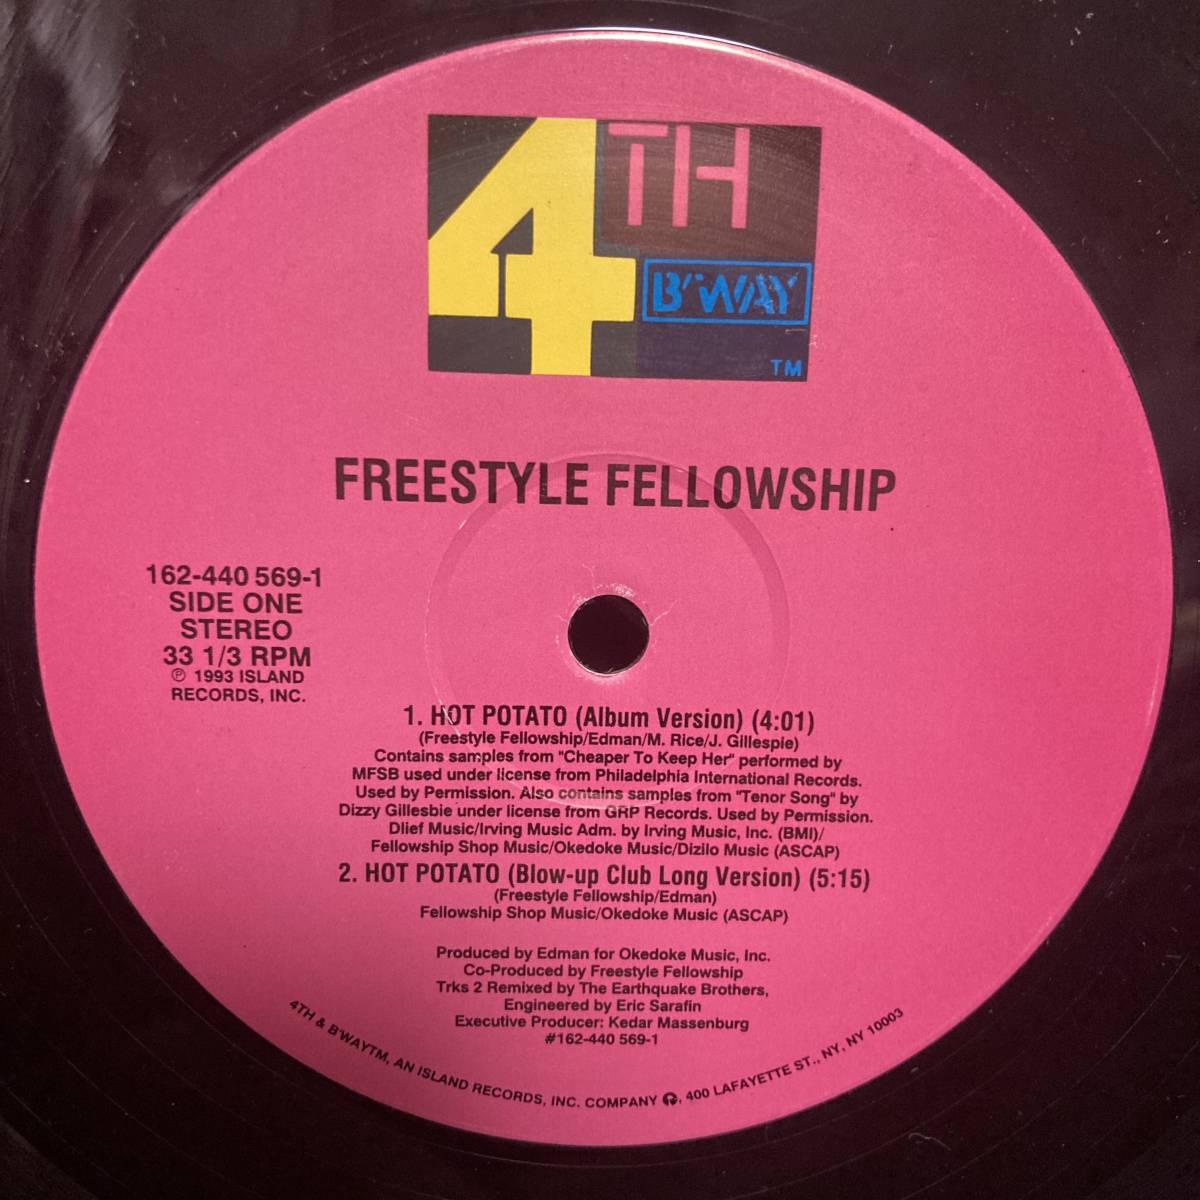 4TH
B'WAY
TM
FREESTYLE FELLOWSHIP
162-440 569-1
SIDE ONE
STEREO
33 1/3 RPM
℗ 1993 ISLAND
RECORDS, INC.
1. HOT POTATO (Album Version) (4:01)
(Freestyle Fellowship/Edman/M. Rice/J. Gillespie)
Contains samples from "Cheaper To Keep Her" performed by
MFSB used under license from Philadelphia International Records.
Used by Permission. Also contains samples from "Tenor Song" by
Dizzy Gillesbie under license from GRP Records. Used by Permission.
Dlief Music/Irving Music Adm. by Irving Music, Inc. (BMI)/
Fellowship Shop Music/Okedoke Music/Dizilo Music (ASCAP)
2. HOT POTATO (Blow-up Club Long Version) (5:15)
(Freestyle Fellowship/Edman)
Fellowship Shop Music/Okedoke Music (ASCAP)
Produced by Edman for Okedoke Music, Inc.
Co-Produced by Freestyle Fellowship
Trks 2 Remixed by The Earthquake Brothers,
Engineered by Eric Sarafin
Executive Producer: Kedar Massenburg
#162-440 569-1
4TH & B'WAYTM, AN ISLAND RECORDS, INC. COMPANY , 400 LAFAYETTE ST., NY, NY 10003